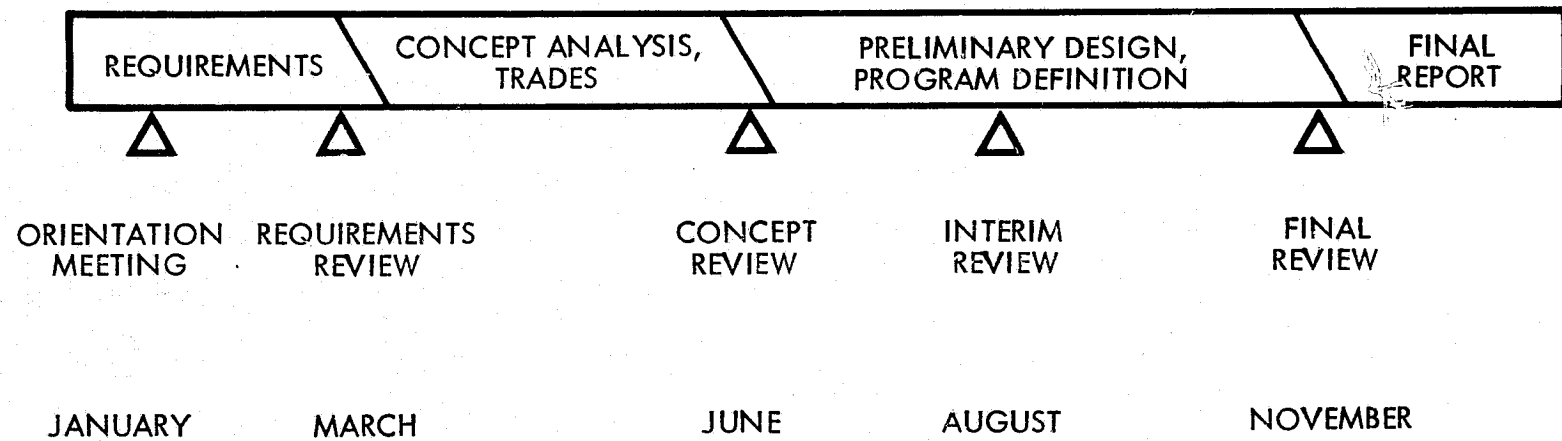 REQUIREMENTS
CONCEPT ANALYSIS,
TRADES
PRELIMINARY DESIGN,
PROGRAM DEFINITION
FINAL
REPORT
ORIENTATION
MEETING
REQUIREMENTS
REVIEW
CONCEPT
REVIEW
INTERIM
REVIEW
FINAL
REVIEW
JANUARY
MARCH
JUNE
AUGUST
NOVEMBER